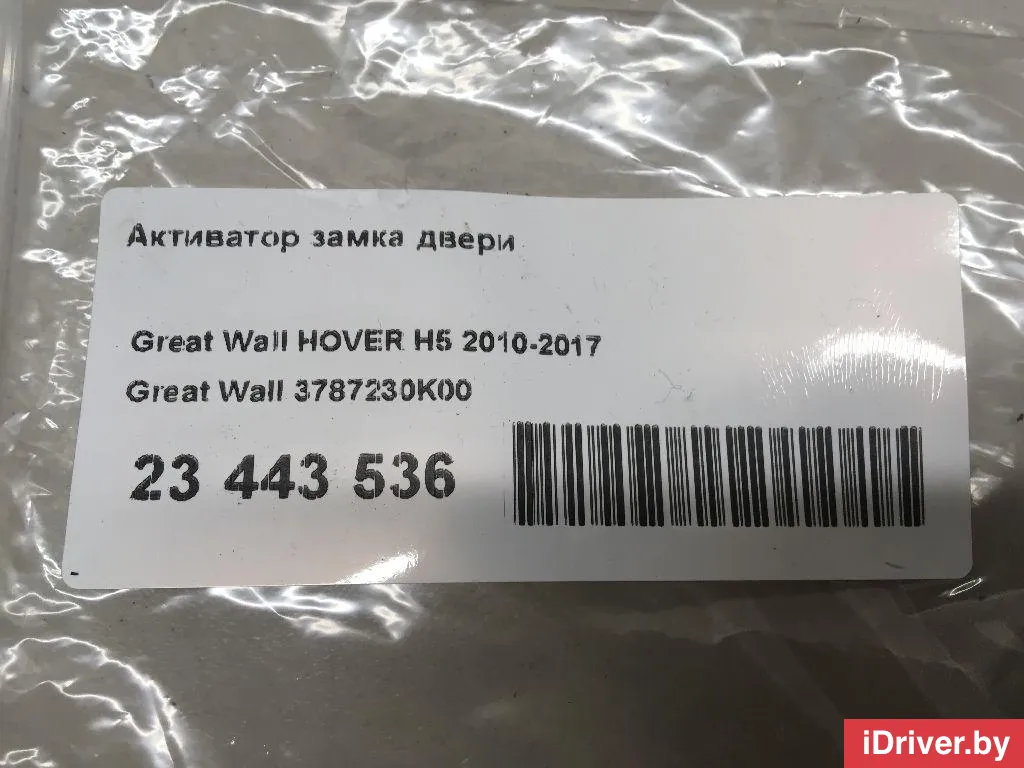 Активатор замка двери
Great Wall HOVER H5 2010-2017
Great Wall 3787230K00
23 443 536
iDriver.by